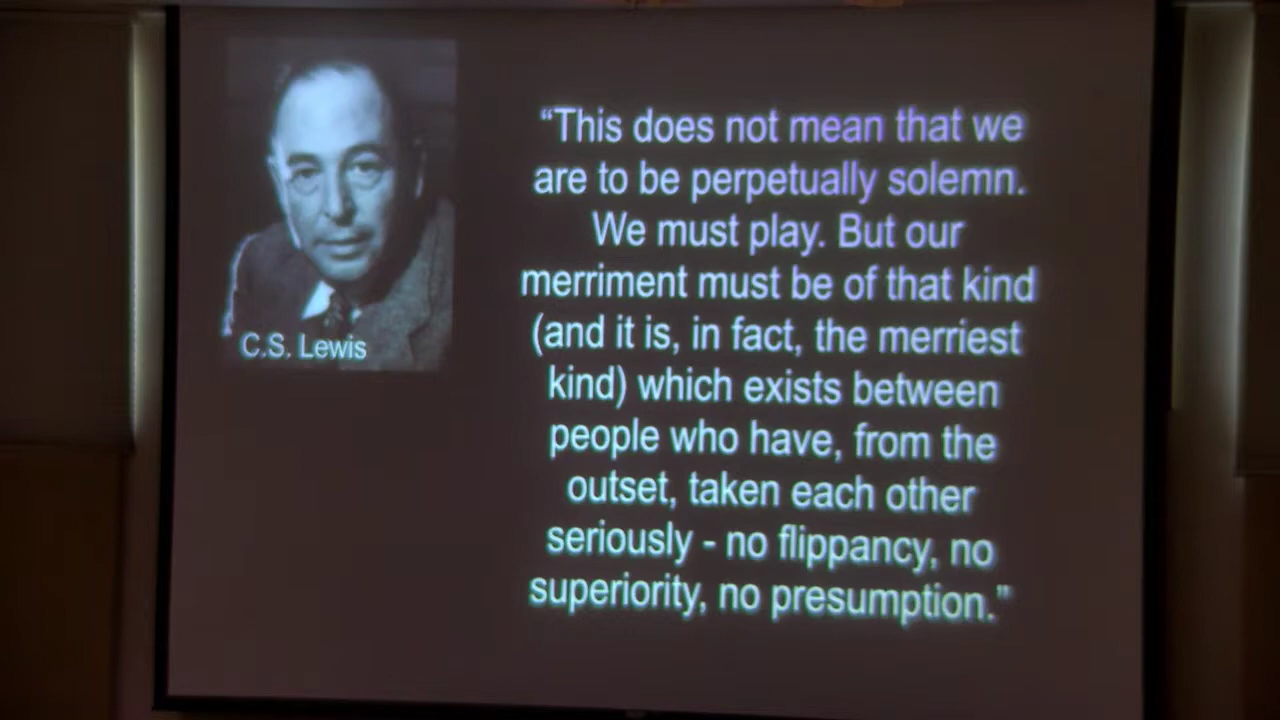 C.S. Lewis
“This does not mean that we
are to be perpetually solemn.
We must play. But our
merriment must be of that kind
(and it is, in fact, the merriest
kind) which exists between
people who have, from the
outset, taken each other
seriously - no flippancy, no
superiority, no presumption.”